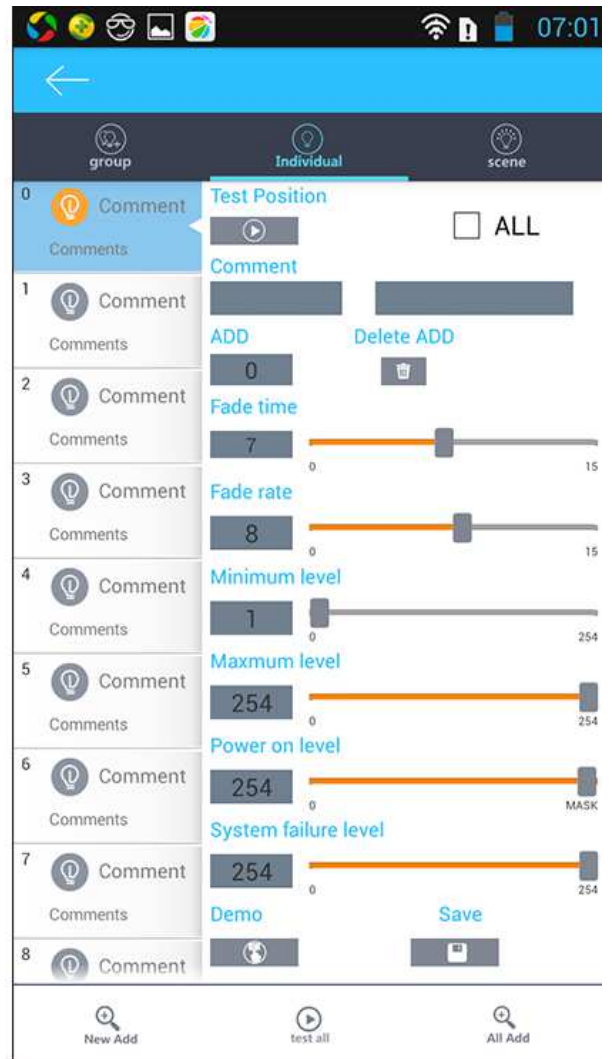 07:01
group
Individual
scene
0
Comment
Comments
1
Comment
Comments
2
Comment
Comments
3
Comment
Comments
4
Comment
Comments
5
Comment
Comments
6
Comment
Comments
7
Comment
Comments
8
Comment
Test Position
ALL
Comment
ADD
Delete ADD
0
Fade time
7
0 15
Fade rate
8
0 15
Minimum level
1
0 254
Maxmum level
254
0 254
Power on level
254
0 MASK
System failure level
254
0 254
Demo
Save
New Add
test all
All Add